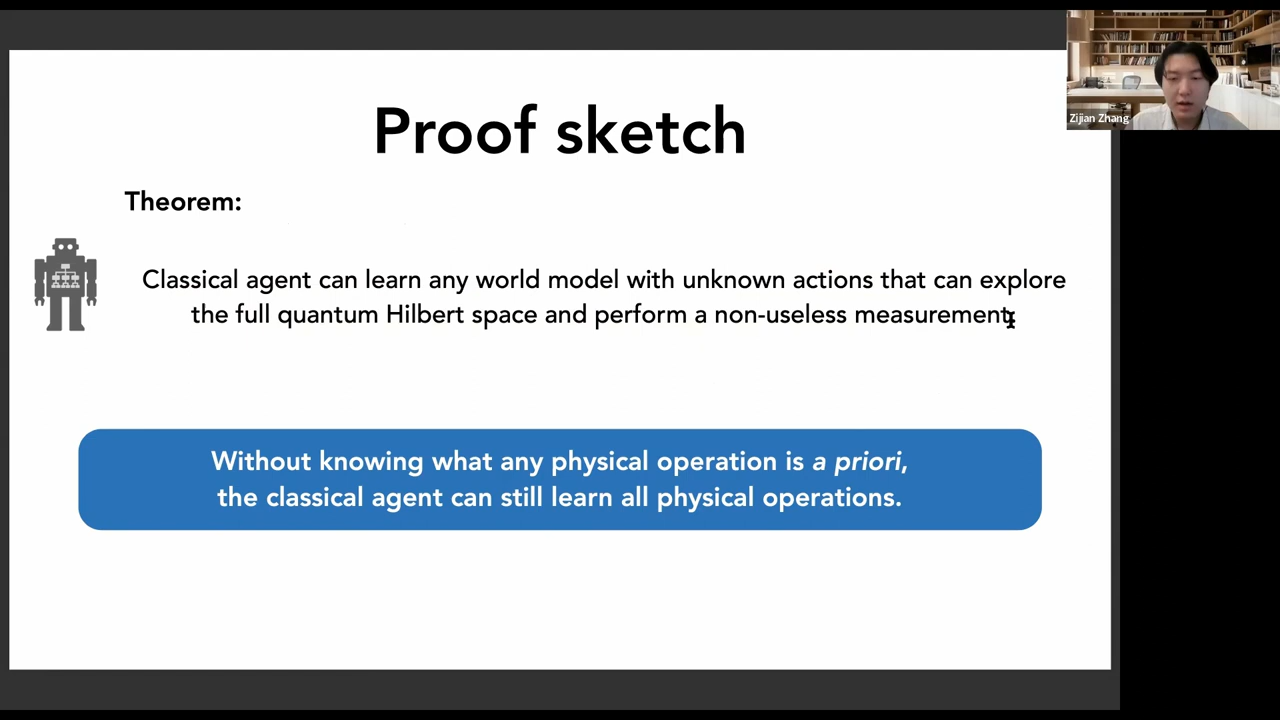 Zijian Zhang
Proof sketch
Theorem:
Classical agent can learn any world model with unknown actions that can explore
the full quantum Hilbert space and perform a non-useless measurement.
Without knowing what any physical operation is a priori,
the classical agent can still learn all physical operations.